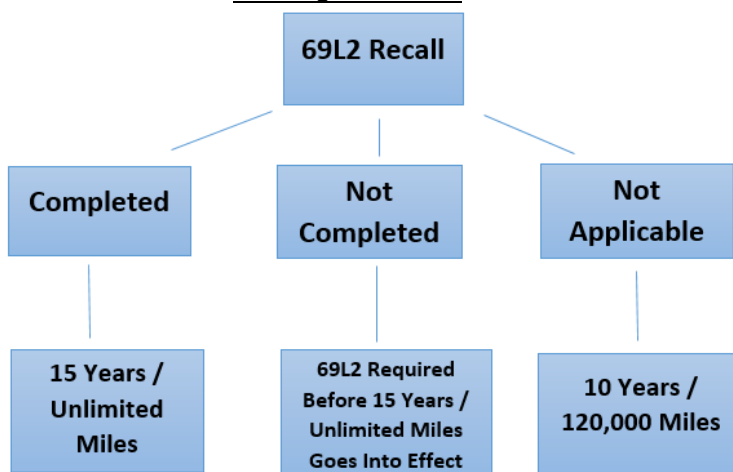 69L2 Recall
Completed
Not
Completed
Not
Applicable
15 Years /
Unlimited
Miles
69L2 Required
Before 15 Years /
Unlimited Miles
Goes Into Effect
10 Years /
120,000 Miles